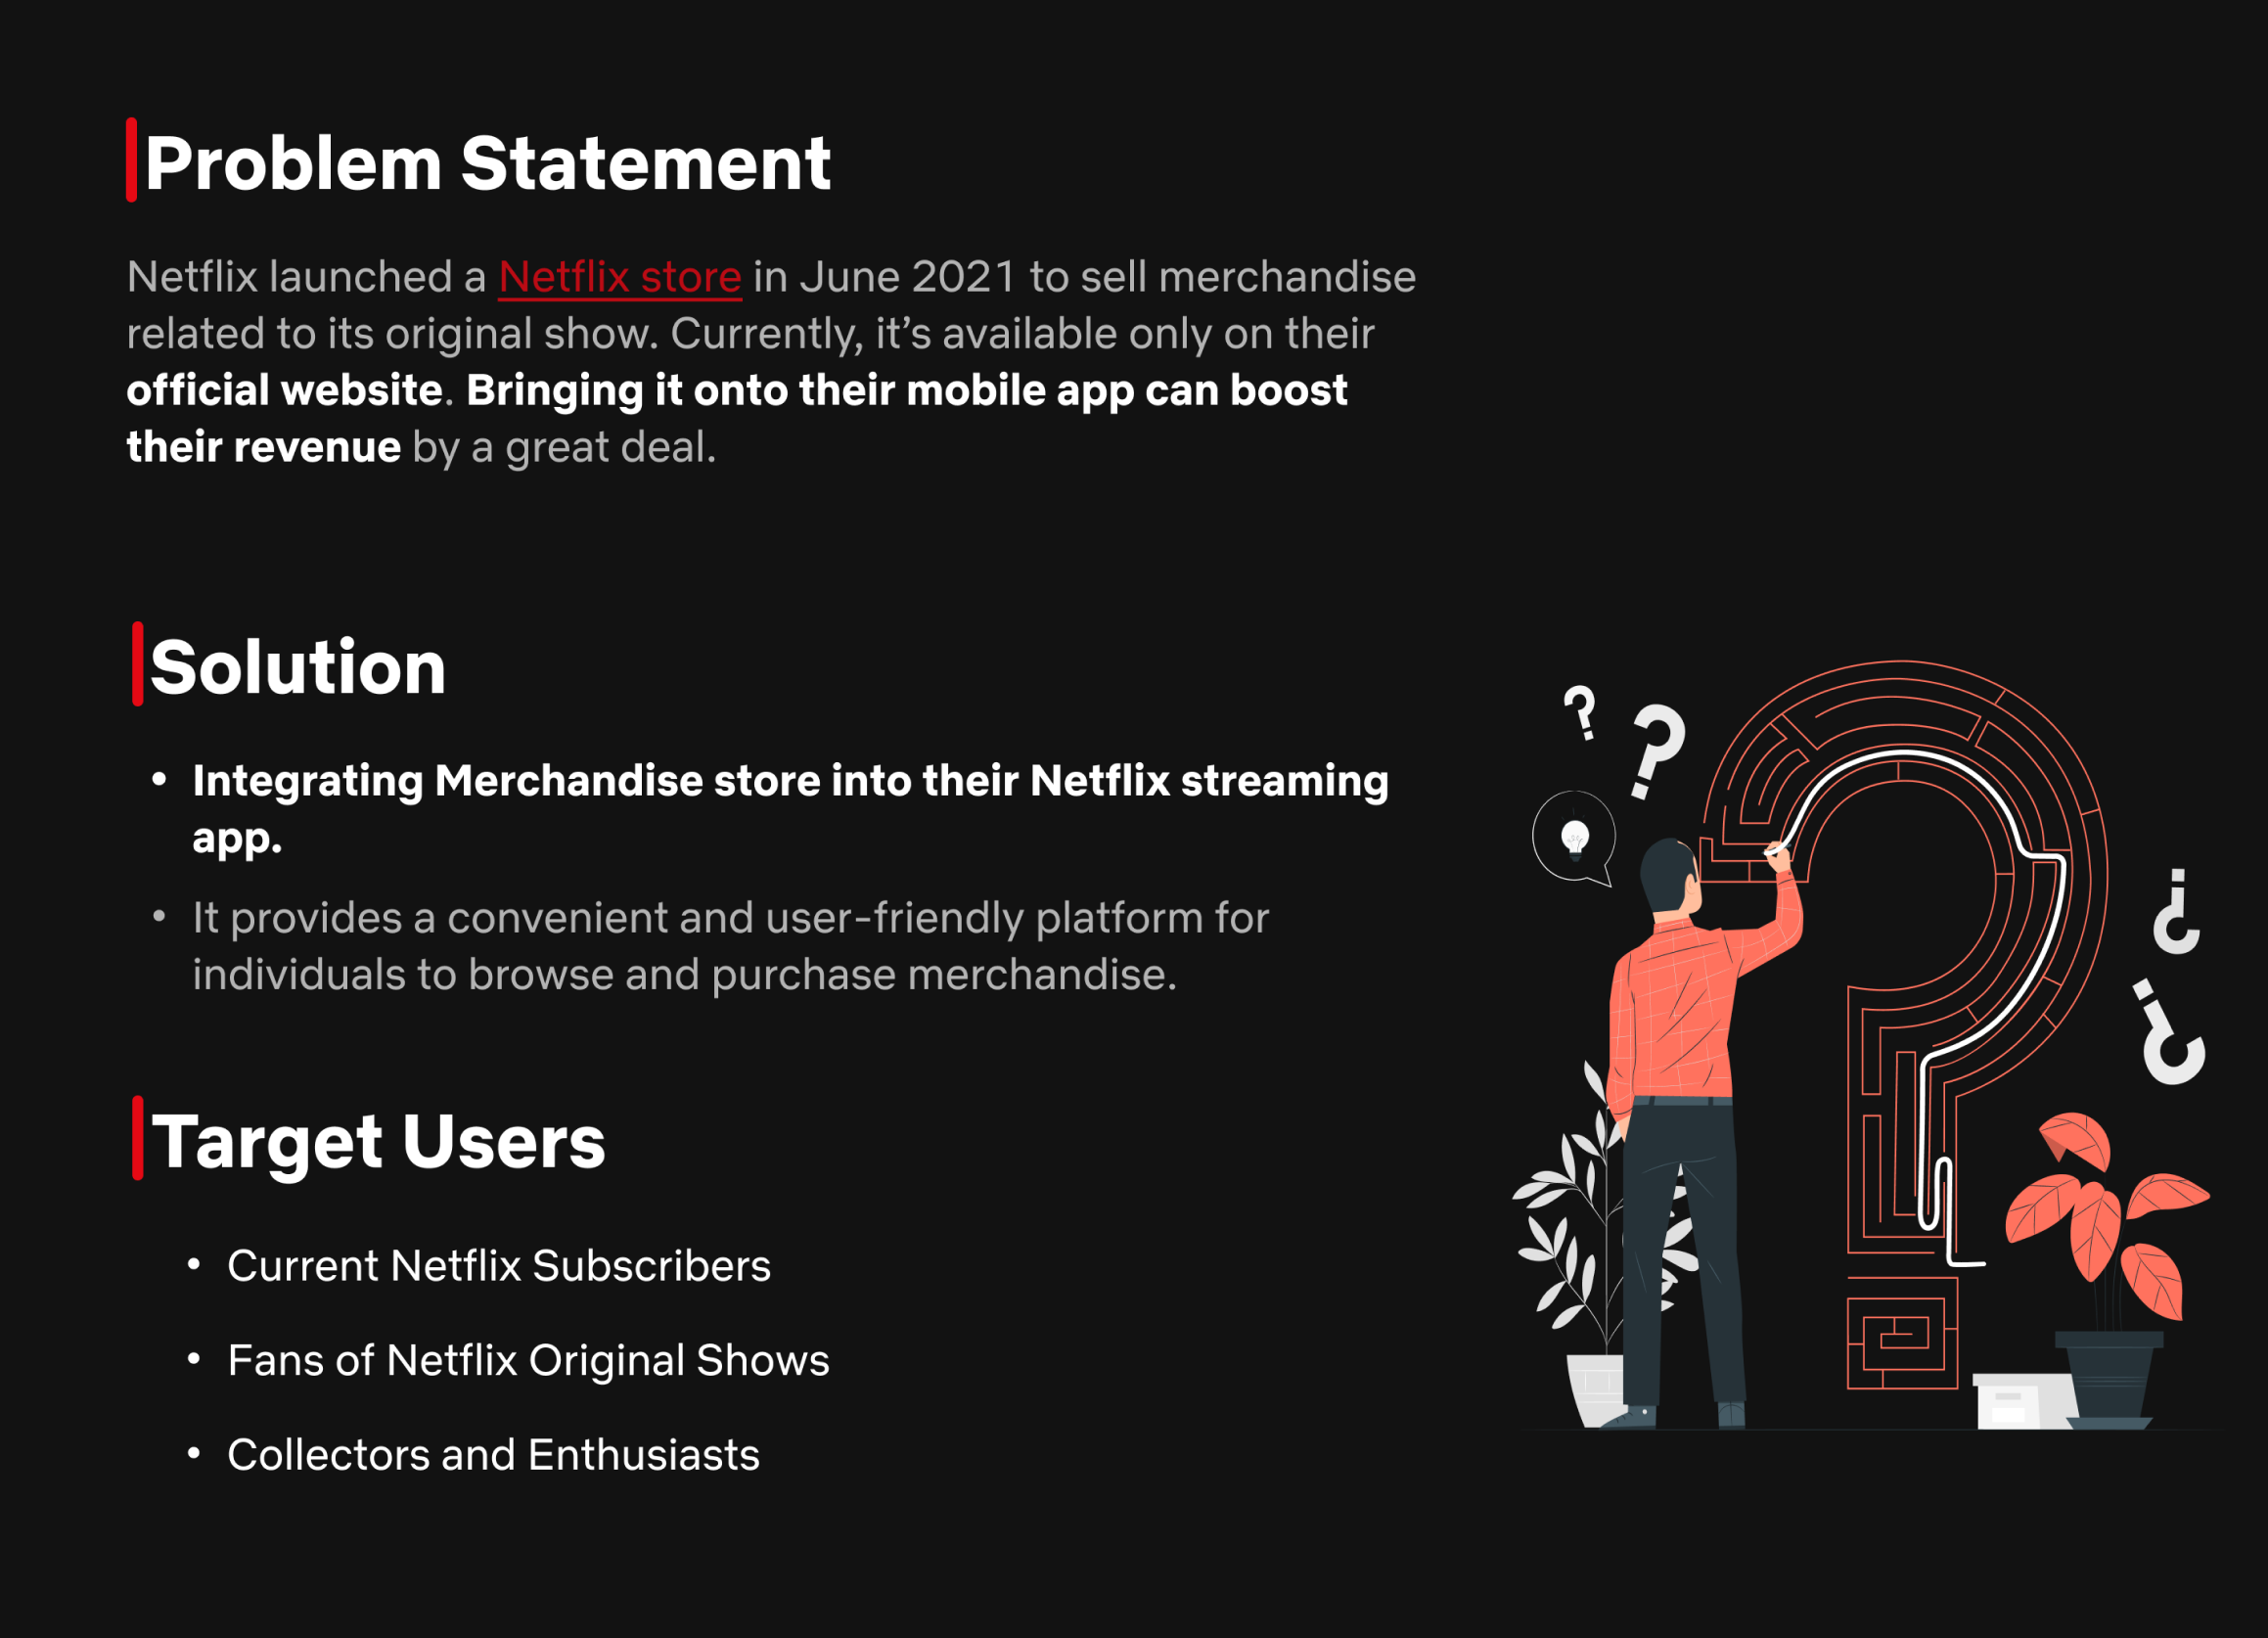 Problem Statement
Netflix launched a Netflix store in June 2021 to sell merchandise
related to its original show. Currently, it’s available only on their
official website. Bringing it onto their mobile app can boost
their revenue by a great deal.
Solution
• Integrating Merchandise store into their Netflix streaming
app.
• It provides a convenient and user-friendly platform for
individuals to browse and purchase merchandise.
Target Users
• Current Netflix Subscribers
• Fans of Netflix Original Shows
• Collectors and Enthusiasts